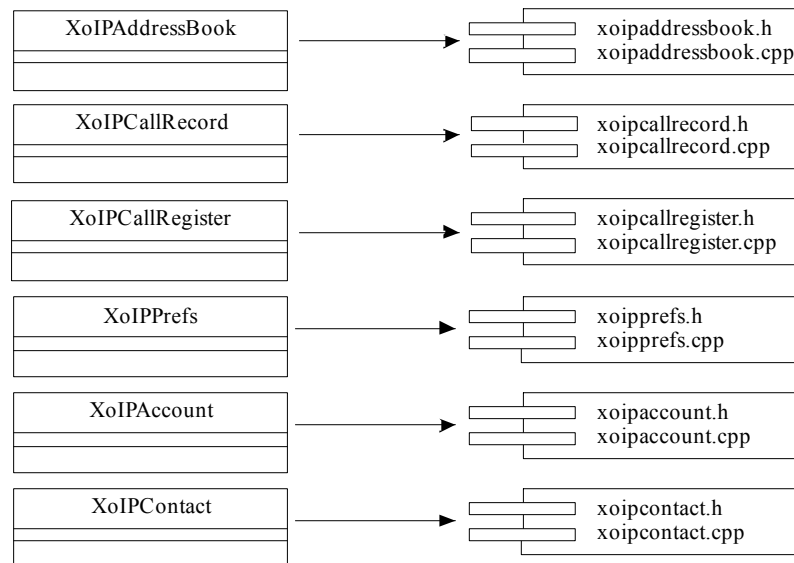 XoIPAddressBook
xoipaddressbook.h
xoipaddressbook.cpp
XoIPCallRecord
xoipcallrecord.h
xoipcallrecord.cpp
XoIPCallRegister
xoipcallregister.h
xoipcallregister.cpp
XoIPPrefs
xoipprefs.h
xoipprefs.cpp
XoIPAccount
xoipaccount.h
xoipaccount.cpp
XoIPContact
xoipcontact.h
xoipcontact.cpp